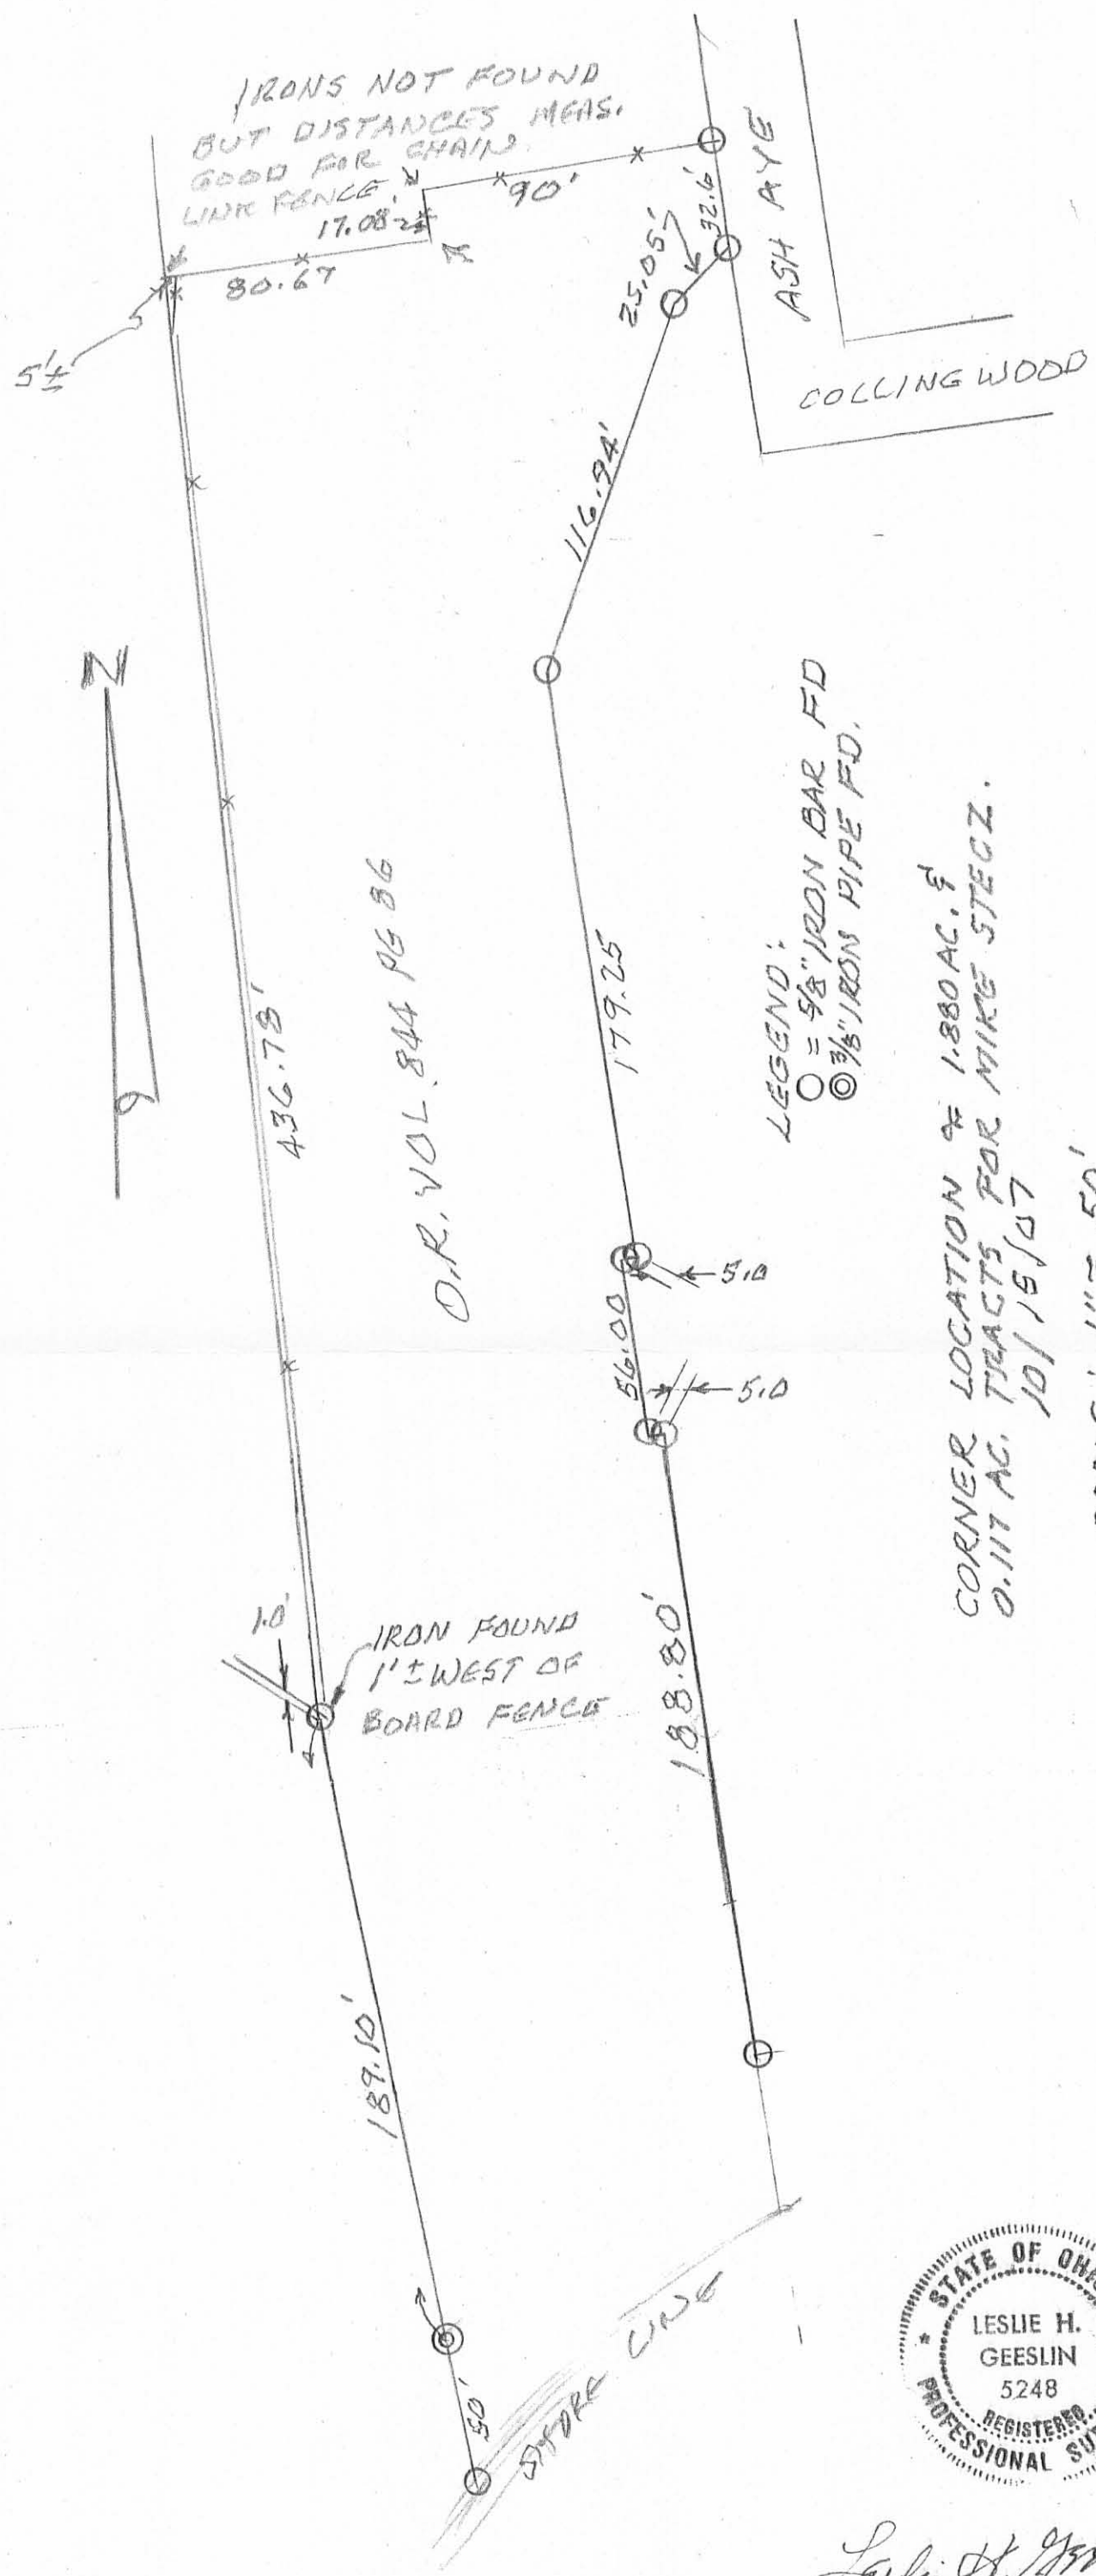 IRONS NOT FOUND
BUT DISTANCES MEAS.
GOOD FOR CHAIN
LINK FENCE
17.08'
90'
80.67
5'±
32.6'
25.05'
ASH AVE
COLLINGWOOD
116.94'
N
436.78'
O.R. VOL. 844 PG 86
179.25
LEGEND:
O = 5/8" IRON BAR FD
◎ 3/8" IRON PIPE FD.
5.0
56.00
5.0
CORNER LOCATION OF 1.880 AC. &
0.117 AC. TRACTS FOR MIKE STECZ.
10/15/07
1" = 50'
1.0'
IRON FOUND
1'± WEST OF
BOARD FENCE
188.80'
189.10'
50'
SHORE LINE
STATE OF
LESLIE H.
GEESLIN
5248
REGISTERED
PROFESSIONAL
Leslie H.